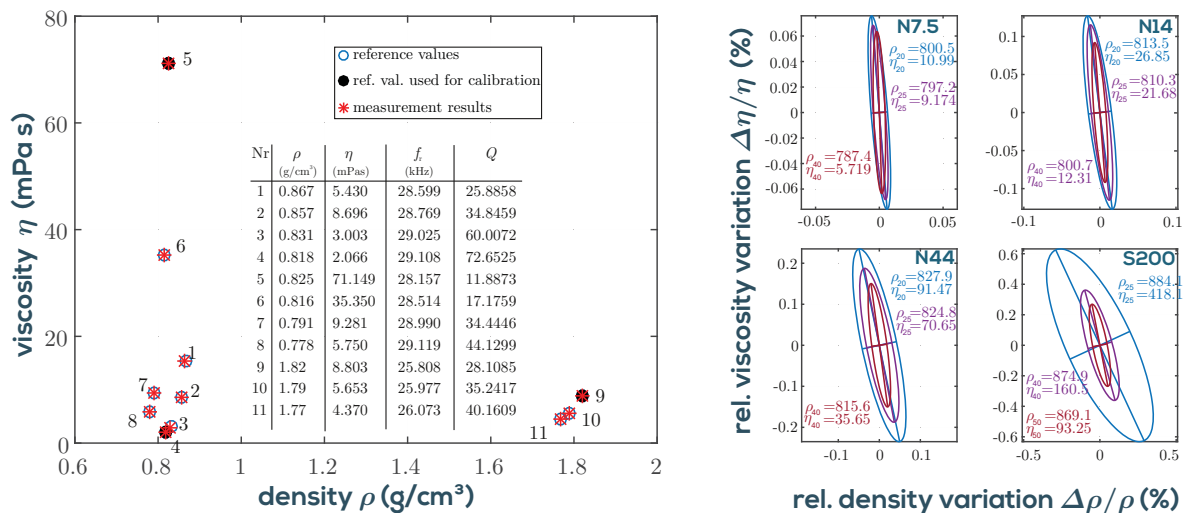 viscosity η (mPa s)
80
60
40
20
0
0.6
0.8
1
1.2
1.4
1.6
1.8
2
density ρ (g/cm³)
reference values
ref. val. used for calibration
measurement results
5
6
1
7
2
8
3
4
9
10
11
Nr ρ η f_r Q
(g/cm³) (mPas) (kHz)
1 0.867 5.430 28.599 25.8858
2 0.857 8.696 28.769 34.8459
3 0.831 3.003 29.025 60.0072
4 0.818 2.066 29.108 72.6525
5 0.825 71.149 28.157 11.8873
6 0.816 35.350 28.514 17.1759
7 0.791 9.281 28.990 34.4446
8 0.778 5.750 29.119 44.1299
9 1.82 8.803 25.808 28.1085
10 1.79 5.653 25.977 35.2417
11 1.77 4.370 26.073 40.1609
rel. viscosity variation Δη/η (%)
N7.5
0.06
0.04
0.02
0
-0.02
-0.04
-0.06
-0.05
0
0.05
ρ20=800.5
η20=10.99
ρ25=797.2
η25=9.174
ρ40=787.4
η40=5.719
N14
0.1
0.05
0
-0.05
-0.1
-0.1
0
0.1
ρ20=813.5
η20=26.85
ρ25=810.3
η25=21.68
ρ40=800.7
η40=12.31
N44
0.2
0.1
0
-0.1
-0.2
-0.1
0
0.1
ρ20=827.9
η20=91.47
ρ25=824.8
η25=70.65
ρ40=815.6
η40=35.65
S200
0.6
0.4
0.2
0
-0.2
-0.4
-0.6
-0.5
0
0.5
ρ25=884.1
η25=418.1
ρ40=874.9
η40=160.5
ρ50=869.1
η50=93.25
rel. density variation Δρ/ρ (%)